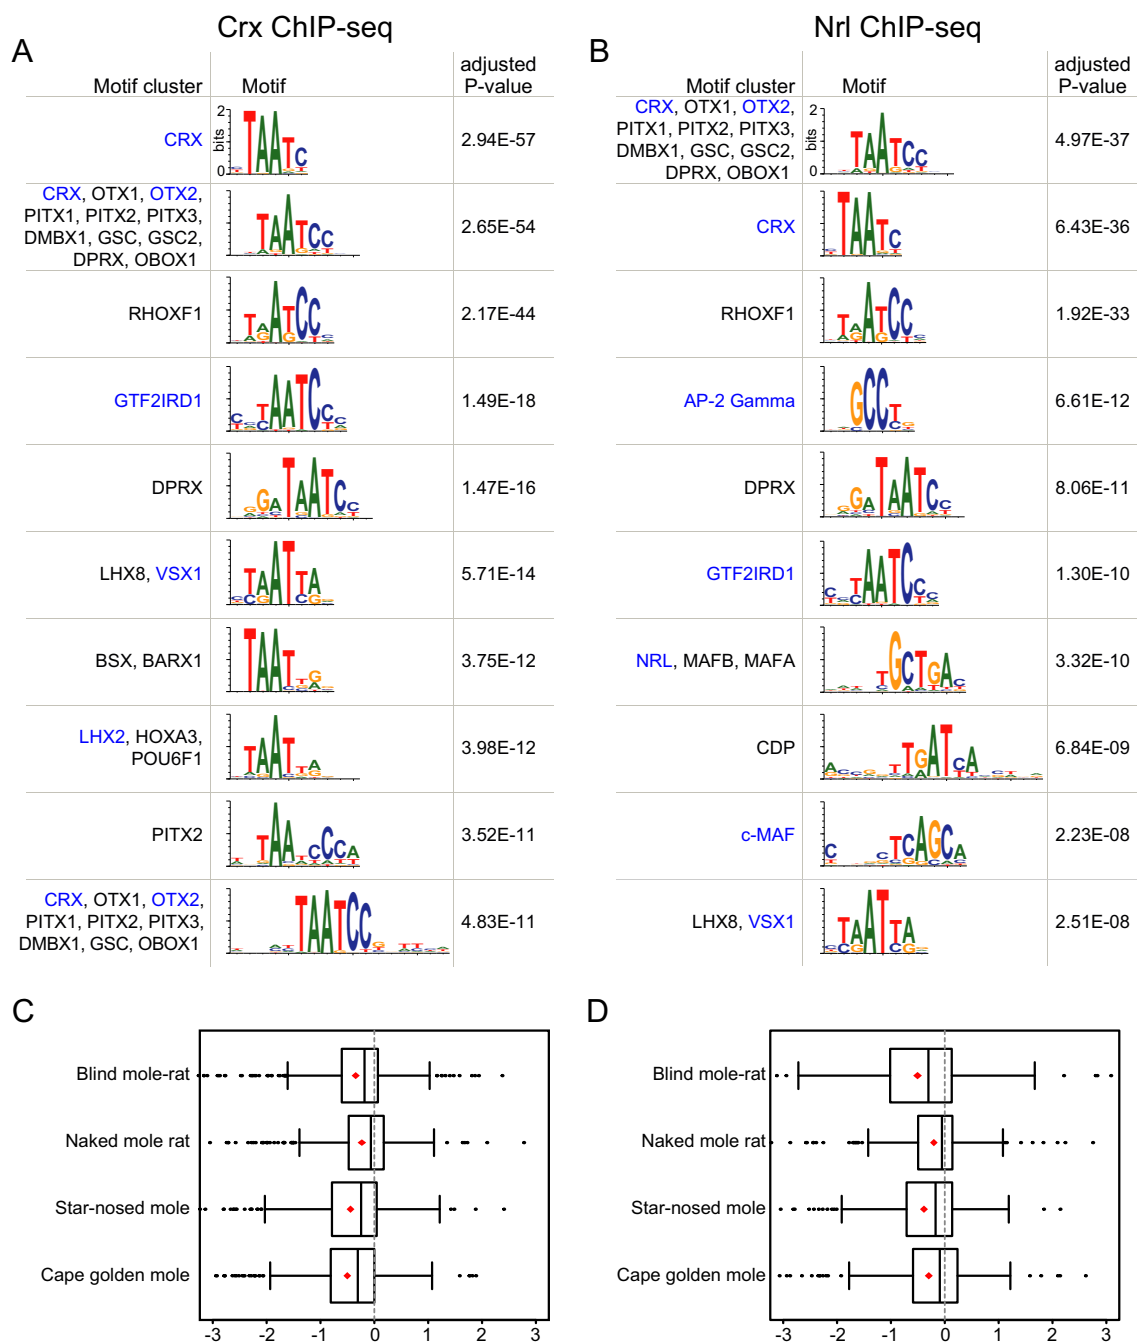 Crx ChIP-seq
Nrl ChIP-seq
A
Motif cluster
Motif
adjusted
P-value
bits
2
1
0
CRX
2.94E-57
CRX, OTX1, OTX2,
PITX1, PITX2, PITX3,
DMBX1, GSC, GSC2,
DPRX, OBOX1
2.65E-54
RHOXF1
2.17E-44
GTF2IRD1
1.49E-18
DPRX
1.47E-16
LHX8, VSX1
5.71E-14
BSX, BARX1
3.75E-12
LHX2, HOXA3,
POU6F1
3.98E-12
PITX2
3.52E-11
CRX, OTX1, OTX2,
PITX1, PITX2, PITX3,
DMBX1, GSC, OBOX1
4.83E-11
B
Motif cluster
Motif
adjusted
P-value
CRX, OTX1, OTX2,
PITX1, PITX2, PITX3,
DMBX1, GSC, GSC2,
DPRX, OBOX1
bits
2
1
0
4.97E-37
CRX
6.43E-36
RHOXF1
1.92E-33
AP-2 Gamma
6.61E-12
DPRX
8.06E-11
GTF2IRD1
1.30E-10
NRL, MAFB, MAFA
3.32E-10
CDP
6.84E-09
c-MAF
2.23E-08
LHX8, VSX1
2.51E-08
C
Blind mole-rat
Naked mole rat
Star-nosed mole
Cape golden mole
-3 -2 -1 0 1 2 3
D
Blind mole-rat
Naked mole rat
Star-nosed mole
Cape golden mole
-3 -2 -1 0 1 2 3